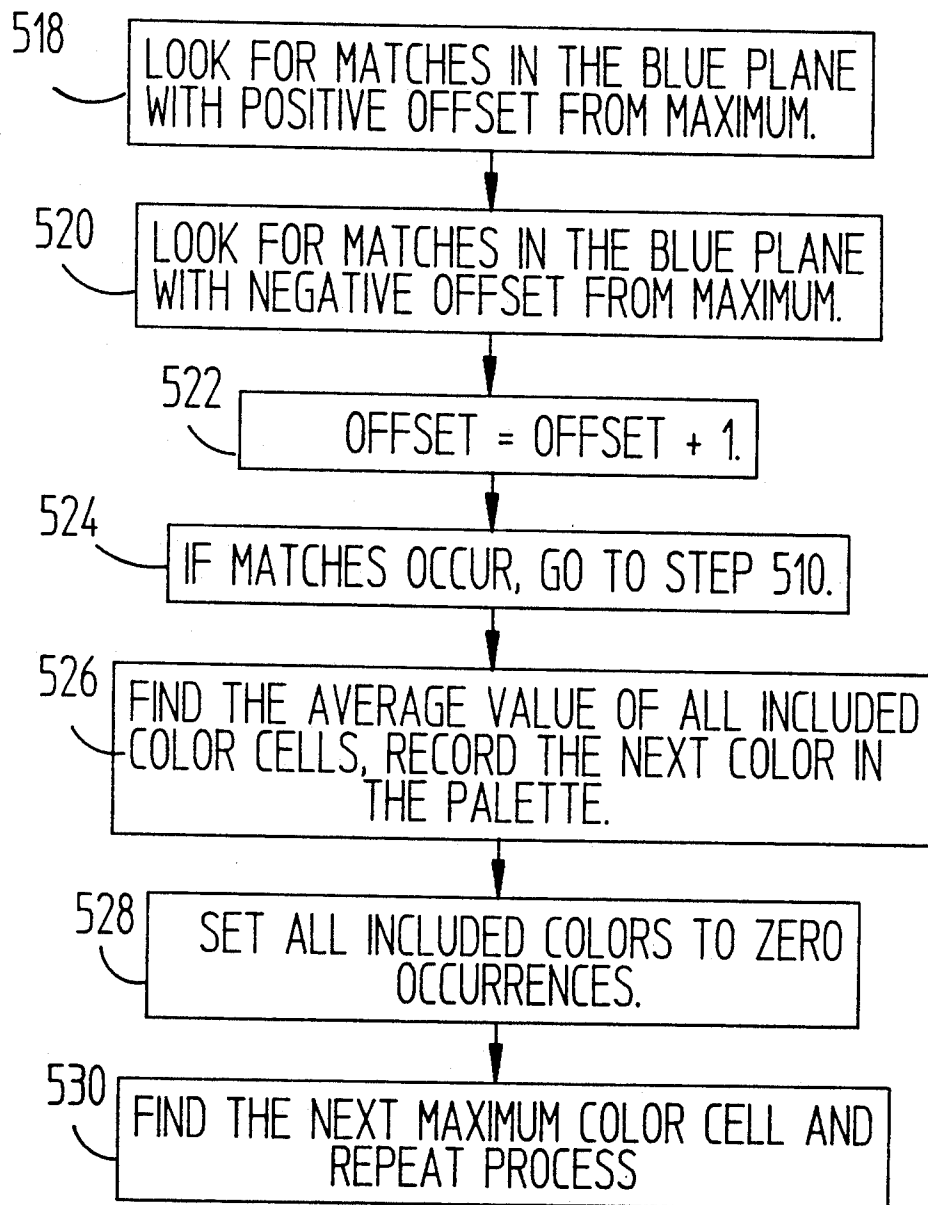 518
LOOK FOR MATCHES IN THE BLUE PLANE
WITH POSITIVE OFFSET FROM MAXIMUM.
520
LOOK FOR MATCHES IN THE BLUE PLANE
WITH NEGATIVE OFFSET FROM MAXIMUM.
522
OFFSET = OFFSET + 1.
524
IF MATCHES OCCUR, GO TO STEP 510.
526
FIND THE AVERAGE VALUE OF ALL INCLUDED
COLOR CELLS, RECORD THE NEXT COLOR IN
THE PALETTE.
528
SET ALL INCLUDED COLORS TO ZERO
OCCURRENCES.
530
FIND THE NEXT MAXIMUM COLOR CELL AND
REPEAT PROCESS